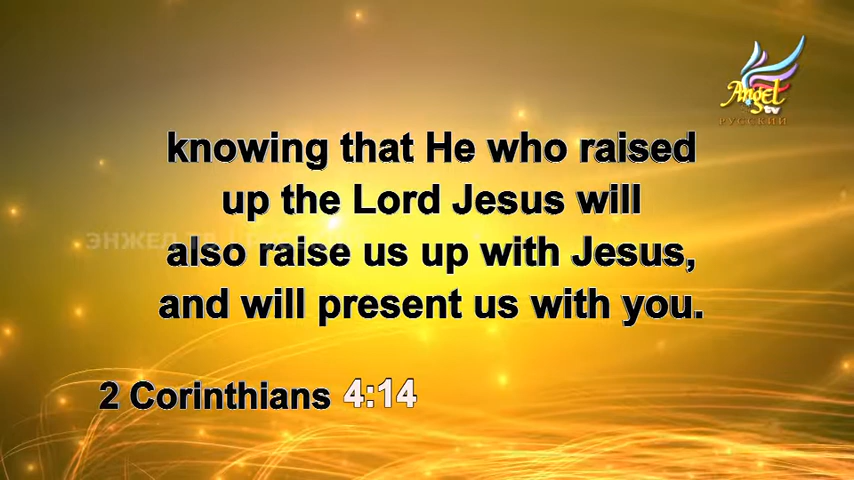 Angel
tv
РУССКИЙ
knowing that He who raised
up the Lord Jesus will
also raise us up with Jesus,
and will present us with you.
2 Corinthians 4:14